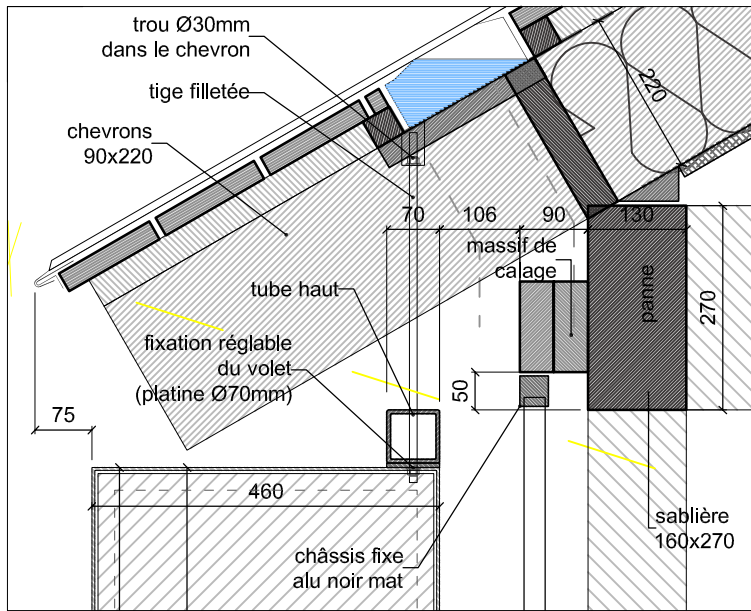 trou Ø30mm
dans le chevron
tige filletée
chevrons
90x220
220
70
106
90
130
massif de
calage
panne
270
tube haut
fixation réglable
du volet
(platine Ø70mm)
50
75
460
sablière
160x270
châssis fixe
alu noir mat